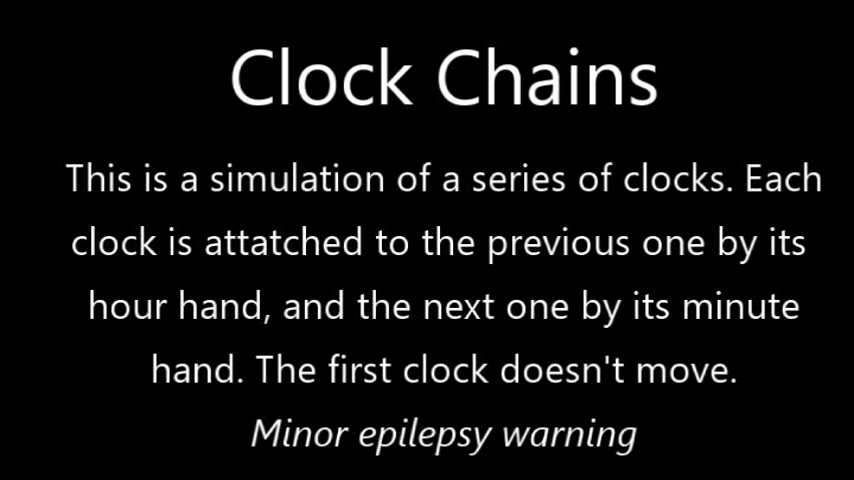 Clock Chains
This is a simulation of a series of clocks. Each
clock is attatched to the previous one by its
hour hand, and the next one by its minute
hand. The first clock doesn't move.
Minor epilepsy warning